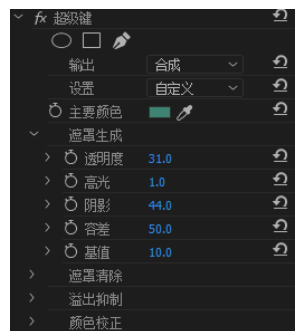 fx 超级键
输出 合成
设置 自定义
主要颜色
遮罩生成
透明度 31.0
高光 1.0
阴影 44.0
容差 50.0
基值 10.0
遮罩清除
溢出抑制
颜色校正